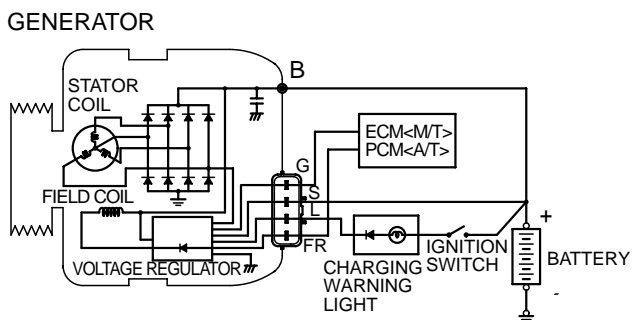 GENERATOR
STATOR
COIL
B
ECM<M/T>
PCM<A/T>
G
S
L
FR
FIELD COIL
VOLTAGE REGULATOR
CHARGING
WARNING
LIGHT
IGNITION
SWITCH
+
BATTERY
-